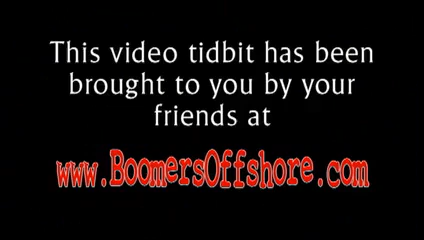 This video tidbit has been
brought to you by your
friends at
www.BoomersOffshore.com